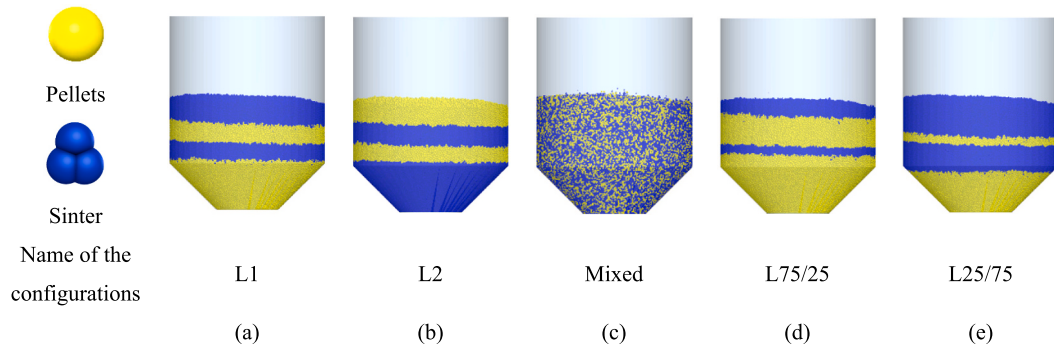 Pellets
Sinter
Name of the
configurations
L1
L2
Mixed
L75/25
L25/75
(a)
(b)
(c)
(d)
(e)